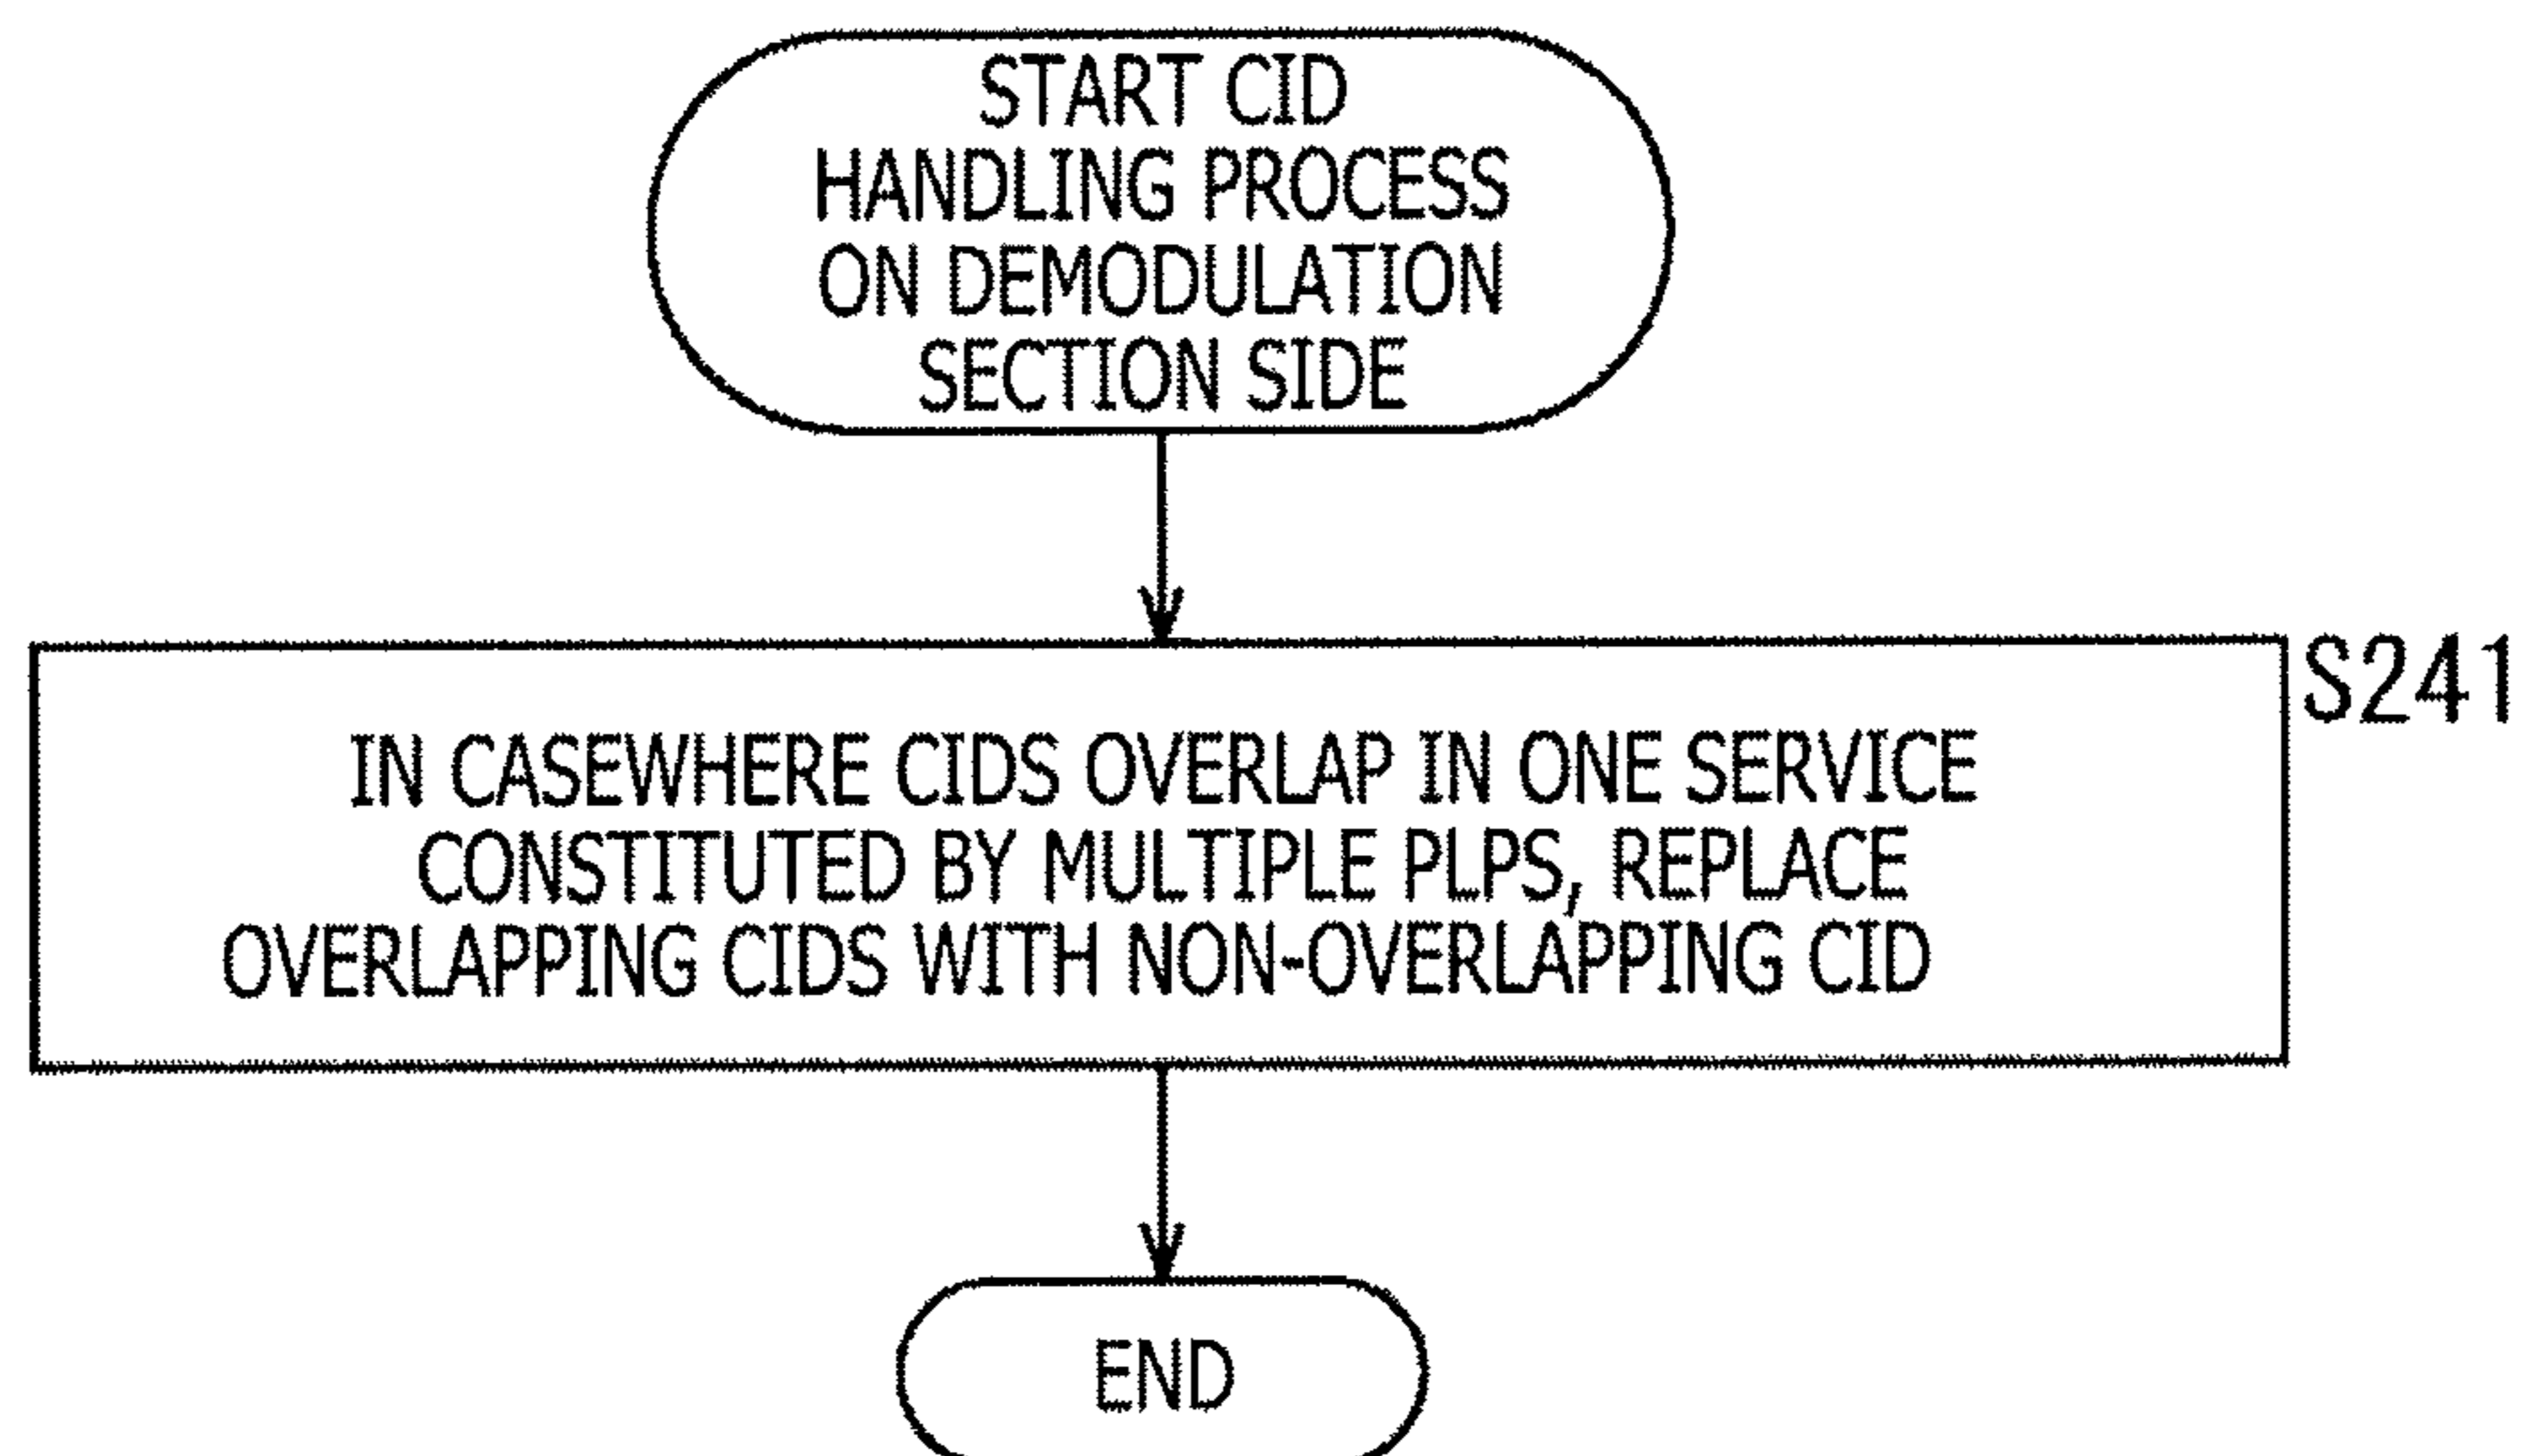 START CID
HANDLING PROCESS
ON DEMODULATION
SECTION SIDE
S241
IN CASEWHERE CIDS OVERLAP IN ONE SERVICE
CONSTITUTED BY MULTIPLE PLPS, REPLACE
OVERLAPPING CIDS WITH NON-OVERLAPPING CID
END